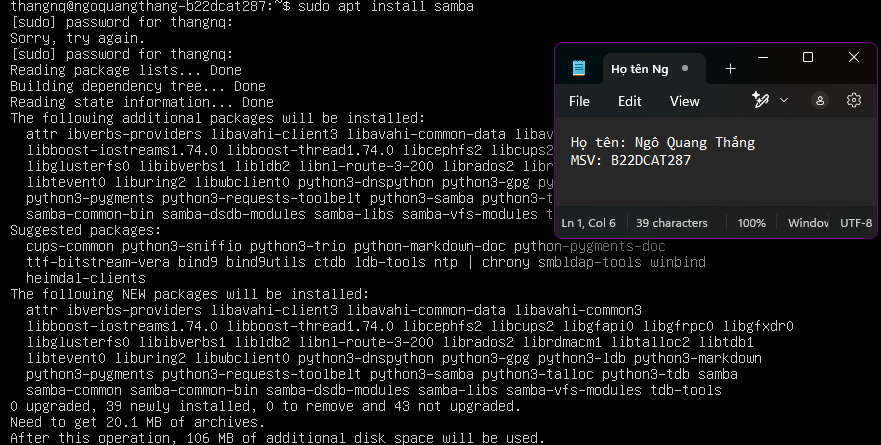 thangnq@ngoquangthang-b22dcat287:~$ sudo apt install samba
[sudo] password for thangnq:
Sorry, try again.
[sudo] password for thangnq:
Reading package lists... Done
Building dependency tree... Done
Reading state information... Done
The following additional packages will be installed:
attr ibverbs-providers libavahi-client3 libavahi-common-data
libboost-iostreams1.74.0 libboost-thread1.74.0 libcephfs2 libcups2
libglusterfs0 libibverbs1 libldb2 libnl-route-3-200 librados2
libtevent0 liburing2 libwbclient0 python3-dnspython python3-gpg
python3-pygments python3-requests-toolbelt python3-samba
samba-common-bin samba-dsdb-modules samba-libs samba-vfs-modules
Suggested packages:
cups-common python3-sniffio python3-trio python-markdown-doc python-pygments-doc
ttf-bitstream-vera bind9 bind9utils ctdb ldb-tools ntp | chrony smbldap-tools winbind
heimdal-clients
The following NEW packages will be installed:
attr ibverbs-providers libavahi-client3 libavahi-common-data libavahi-common3
libboost-iostreams1.74.0 libboost-thread1.74.0 libcephfs2 libcups2 libgfapi0 libgfrpc0 libgfxdr0
libglusterfs0 libibverbs1 libldb2 libnl-route-3-200 librados2 librdmacm1 libtalloc2 libtdb1
libtevent0 liburing2 libwbclient0 python3-dnspython python3-gpg python3-ldb python3-markdown
python3-pygments python3-requests-toolbelt python3-samba python3-talloc python3-tdb samba
samba-common samba-common-bin samba-dsdb-modules samba-libs samba-vfs-modules tdb-tools
0 upgraded, 39 newly installed, 0 to remove and 43 not upgraded.
Need to get 20.1 MB of archives.
After this operation, 106 MB of additional disk space will be used.
Họ tên Ng
File Edit View
Họ tên: Ngô Quang Thắng
MSV: B22DCAT287
Ln 1, Col 6 39 characters 100% Window UTF-8